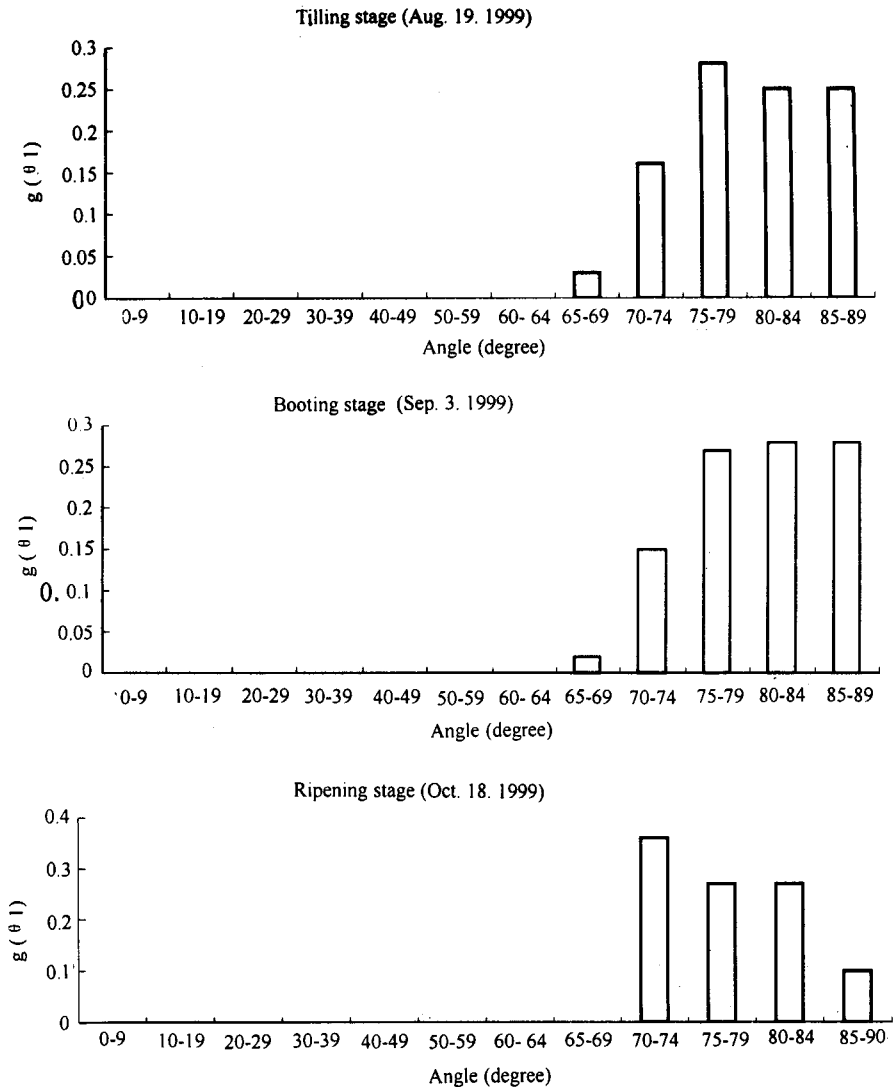 Tilling stage (Aug. 19. 1999)
0.3
0.25
0.2
0.15
0.1
0.05
00
g ( θ 1)
0-9 10-19 20-29 30-39 40-49 50-59 60- 64 65-69 70-74 75-79 80-84 85-89
Angle (degree)
Booting stage (Sep. 3. 1999)
0.3
0.25
0.2
0.15
0. 0.1
0.05
0
g ( θ 1)
0-9 10-19 20-29 30-39 40-49 50-59 60- 64 65-69 70-74 75-79 80-84 85-89
Angle (degree)
Ripening stage (Oct. 18. 1999)
0.4
0.3
0.2
0.1
0
g ( θ 1)
0-9 10-19 20-29 30-39 40-49 50-59 60- 64 65-69 70-74 75-79 80-84 85-90
Angle (degree)